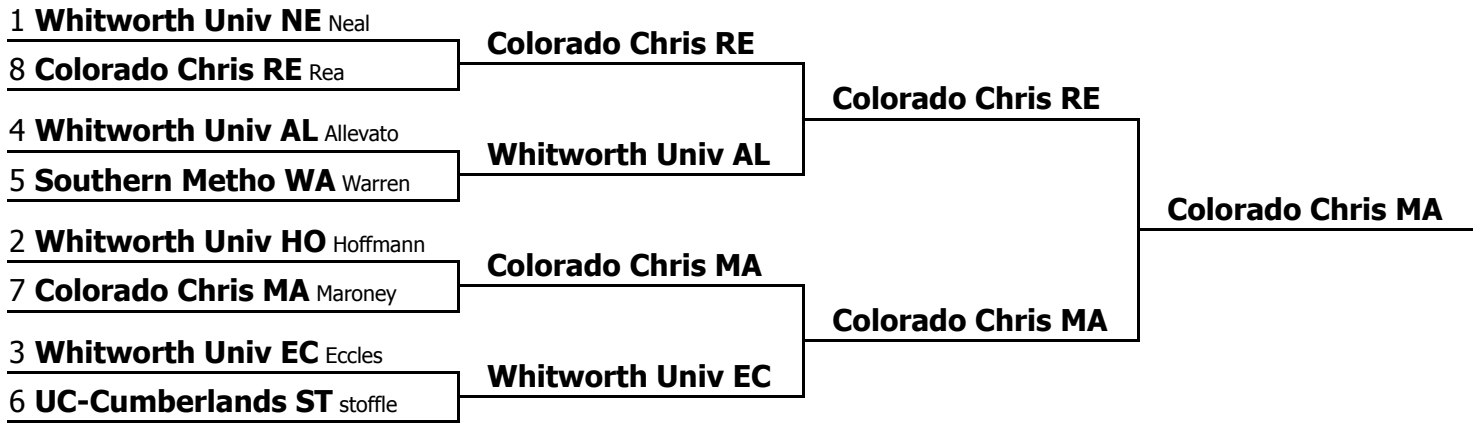 1 Whitworth Univ NE Neal
8 Colorado Chris RE Rea
4 Whitworth Univ AL Allevato
5 Southern Metho WA Warren
2 Whitworth Univ HO Hoffmann
7 Colorado Chris MA Maroney
3 Whitworth Univ EC Eccles
6 UC-Cumberlands ST stoffle
Colorado Chris RE
Whitworth Univ AL
Colorado Chris MA
Whitworth Univ EC
Colorado Chris RE
Colorado Chris MA
Colorado Chris MA